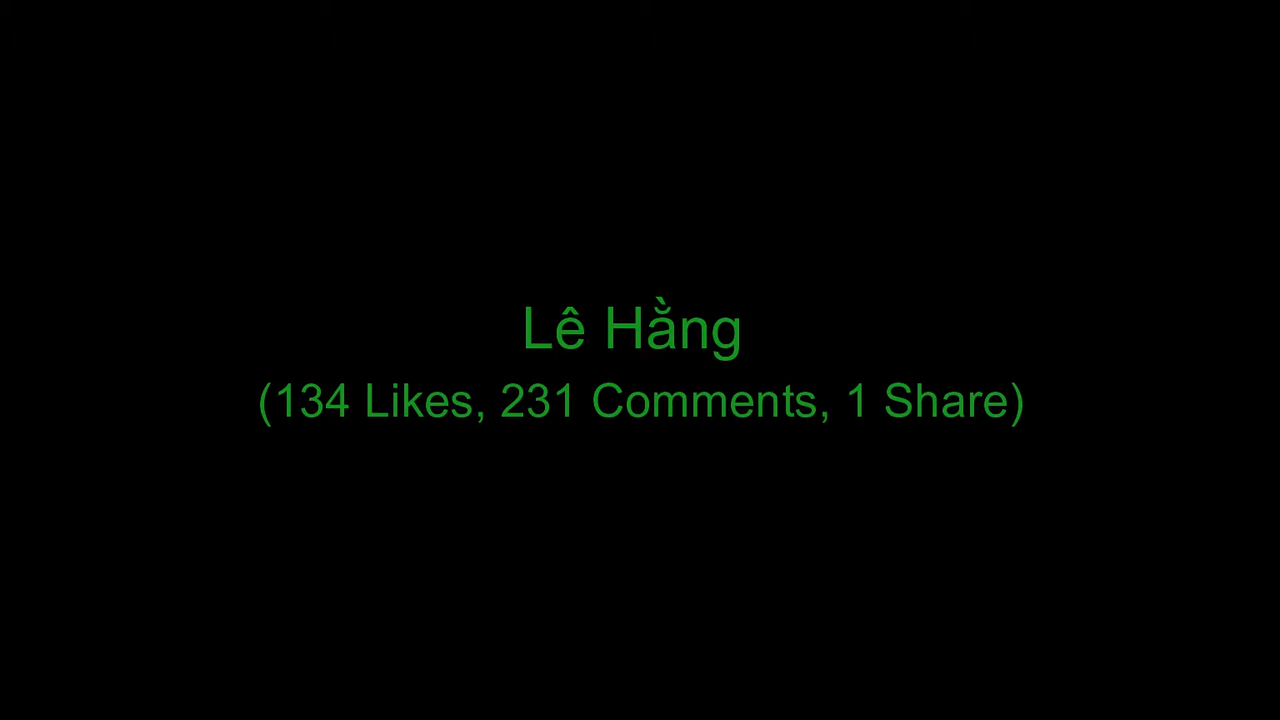 Lê Hằng
(134 Likes, 231 Comments, 1 Share)